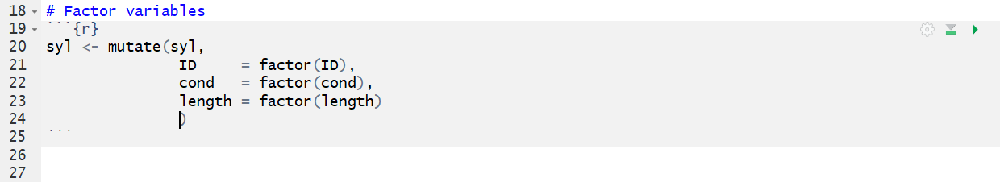 18 # Factor variables
19 ```{r}
20 syl <- mutate(syl,
21               ID     = factor(ID),
22               cond   = factor(cond),
23               length = factor(length)
24               )
25 ```
26
27